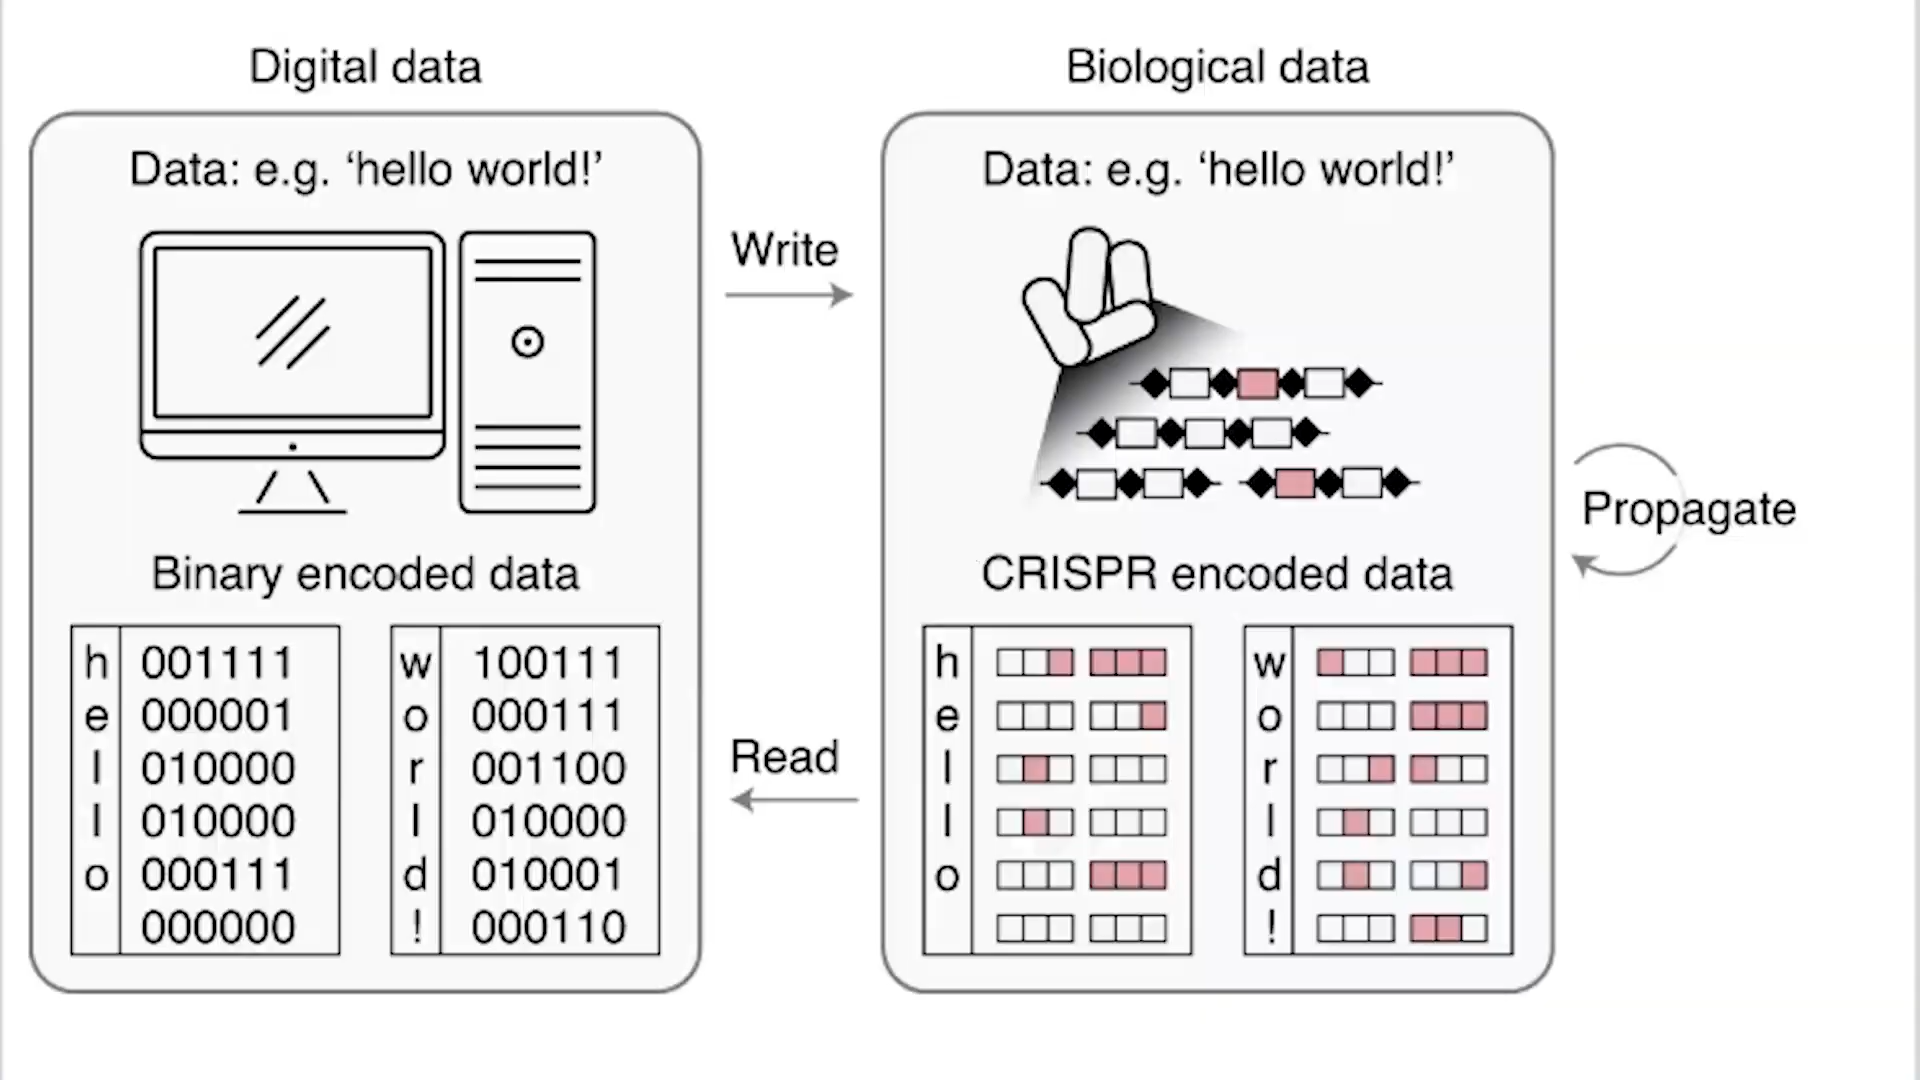 Digital data
Data: e.g. ‘hello world!’
Binary encoded data
h 001111
e 000001
l 010000
l 010000
o 000111
000000
w 100111
o 000111
r 001100
l 010000
d 010001
! 000110
Write
Read
Biological data
Data: e.g. ‘hello world!’
CRISPR encoded data
h
e
l
l
o
w
o
r
l
d
!
Propagate